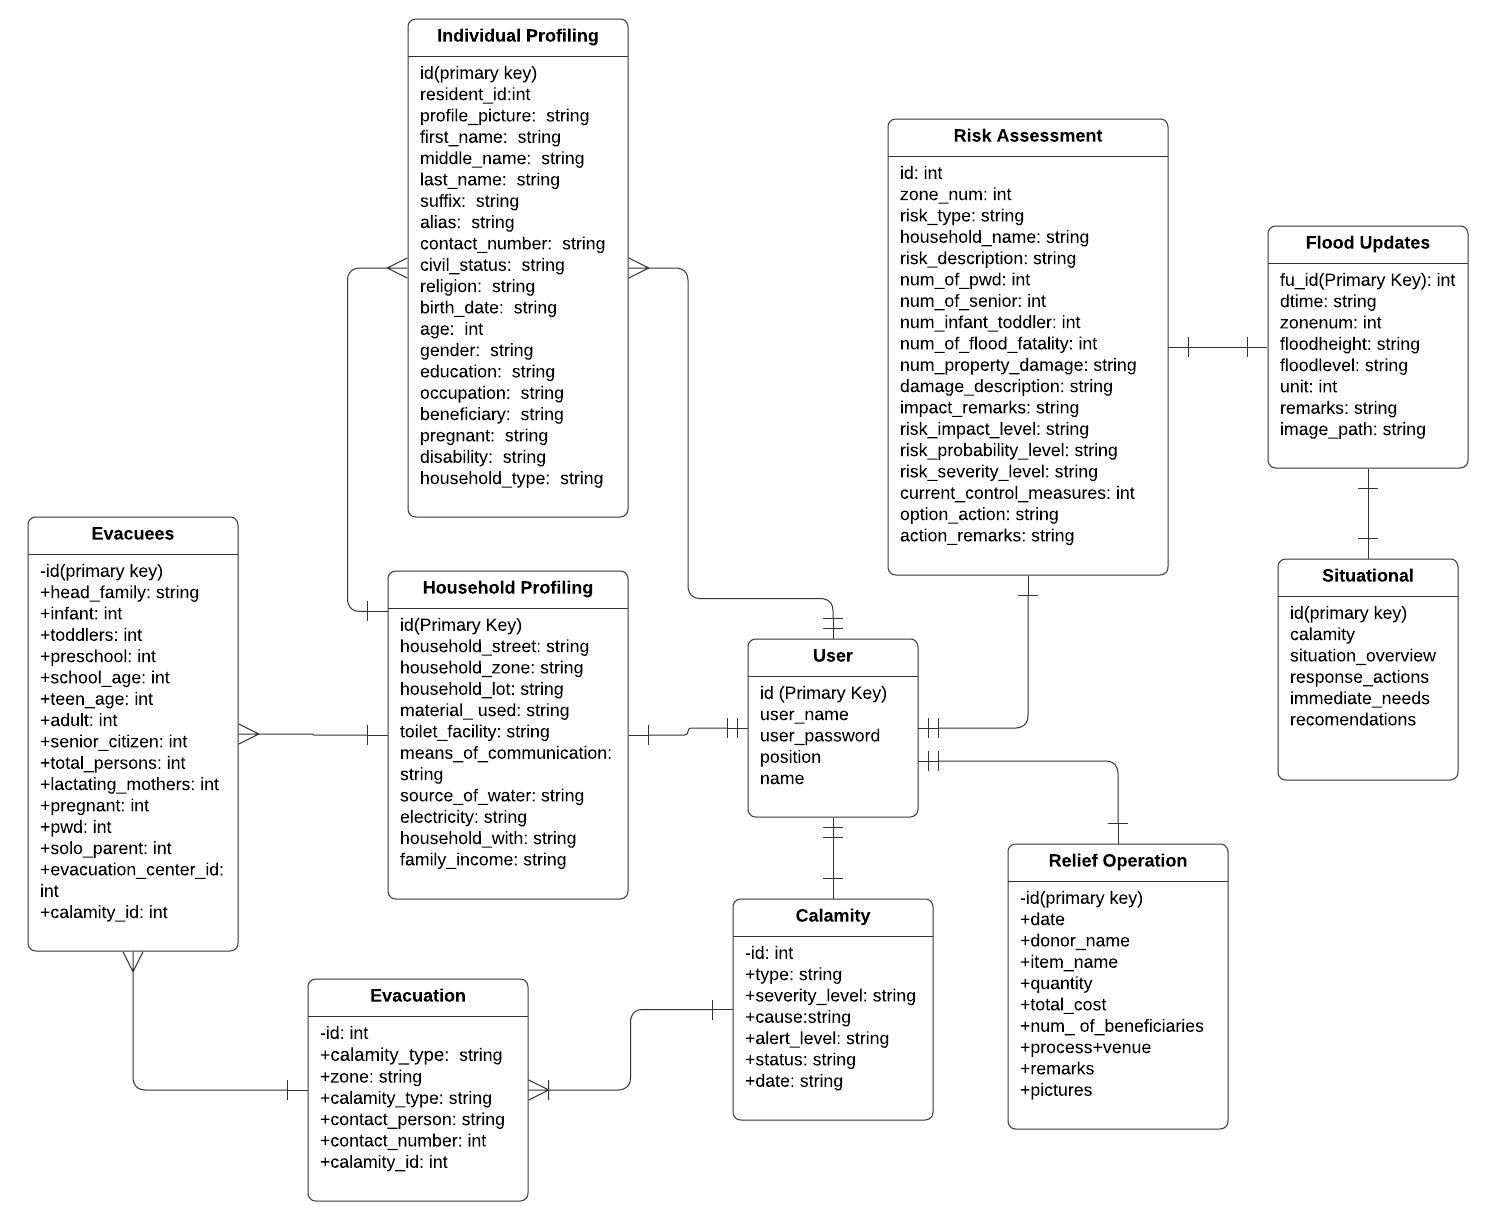 Individual Profiling
id(primary key)
resident_id:int
profile_picture:  string
first_name:  string
middle_name:  string
last_name:  string
suffix:  string
alias:  string
contact_number:  string
civil_status:  string
religion:  string
birth_date:  string
age:  int
gender:  string
education:  string
occupation:  string
beneficiary:  string
pregnant:  string
disability:  string
household_type:  string
Risk Assessment
id: int
zone_num: int
risk_type: string
household_name: string
risk_description: string
num_of_pwd: int
num_of_senior: int
num_infant_toddler: int
num_of_flood_fatality: int
num_property_damage: string
damage_description: string
impact_remarks: string
risk_impact_level: string
risk_probability_level: string
risk_severity_level: string
current_control_measures: int
option_action: string
action_remarks: string
Flood Updates
fu_id(Primary Key): int
dtime: string
zonenum: int
floodheight: string
floodlevel: string
unit: int
remarks: string
image_path: string
Evacuees
-id(primary key)
+head_family: string
+infant: int
+toddlers: int
+preschool: int
+school_age: int
+teen_age: int
+adult: int
+senior_citizen: int
+total_persons: int
+lactating_mothers: int
+pregnant: int
+pwd: int
+solo_parent: int
+evacuation_center_id:
int
+calamity_id: int
Household Profiling
id(Primary Key)
household_street: string
household_zone: string
household_lot: string
material_ used: string
toilet_facility: string
means_of_communication:
string
source_of_water: string
electricity: string
household_with: string
family_income: string
User
id (Primary Key)
user_name
user_password
position
name
Situational
id(primary key)
calamity
situation_overview
response_actions
immediate_needs
recomendations
Relief Operation
-id(primary key)
+date
+donor_name
+item_name
+quantity
+total_cost
+num_ of_beneficiaries
+process+venue
+remarks
+pictures
Calamity
-id: int
+type: string
+severity_level: string
+cause:string
+alert_level: string
+status: string
+date: string
Evacuation
-id: int
+calamity_type:  string
+zone: string
+calamity_type: string
+contact_person: string
+contact_number: int
+calamity_id: int